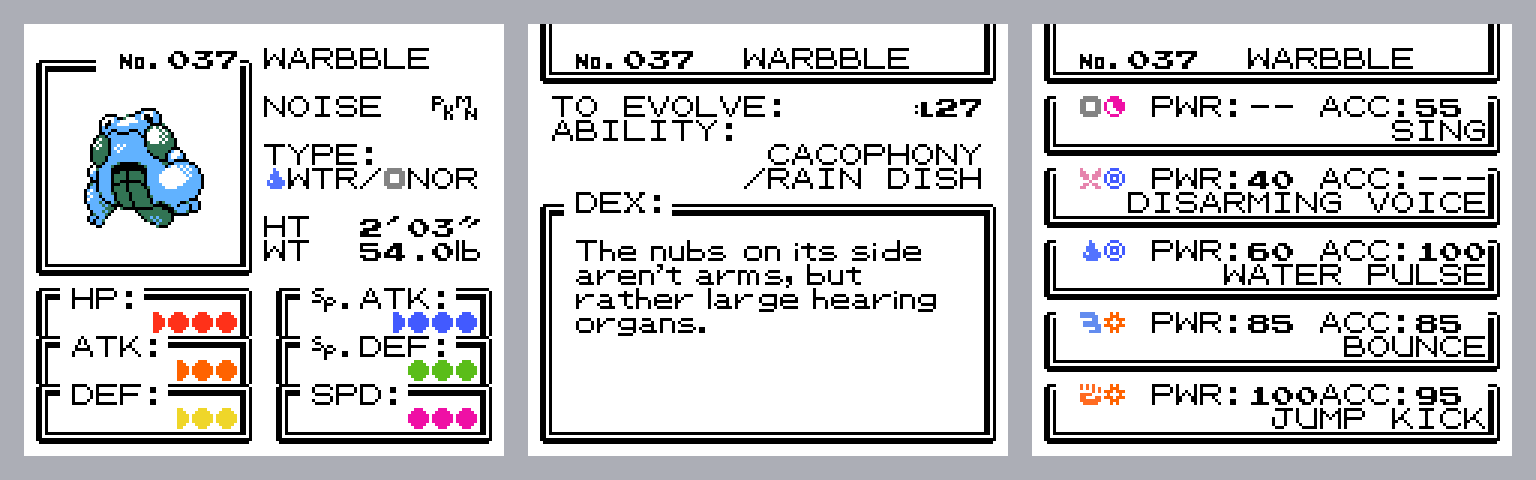 No. 037
WARBBLE
NOISE PKMN
TYPE:
WTR/NOR
HT 2'03"
WT 54.0lb
HP:
ATK:
DEF:
Sp. ATK:
Sp. DEF:
SPD:
No. 037 WARBBLE
TO EVOLVE: :L27
ABILITY:
CACOPHONY
/RAIN DISH
DEX:
The nubs on its side
aren't arms, but
rather large hearing
organs.
No. 037 WARBBLE
PWR:-- ACC:55
SING
PWR:40 ACC:---
DISARMING VOICE
PWR:60 ACC:100
WATER PULSE
PWR:85 ACC:85
BOUNCE
PWR:100ACC:95
JUMP KICK